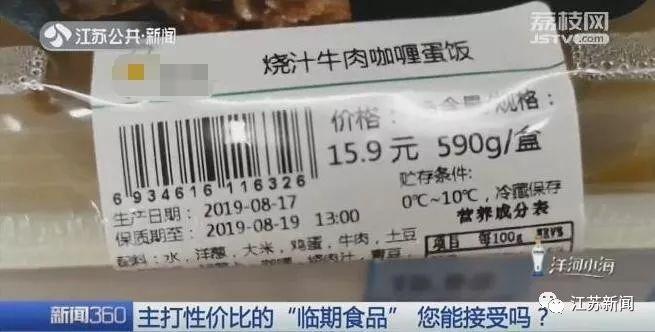 江苏公共·新闻
荔枝网
JSTV.com
烧汁牛肉咖喱蛋饭
价格: 含量/规格:
15.9 元 590g/盒
贮存条件:
0℃~10℃,冷藏保存
营养成分表
项目 每100g NRV%
6 934616 116326
生产日期: 2019-08-17
保质期至: 2019-08-19 13:00
配料:水,洋葱,大米,鸡蛋,牛肉,土豆
洋河小海
新闻360
主打性价比的“临期食品” 您能接受吗?
江苏新闻